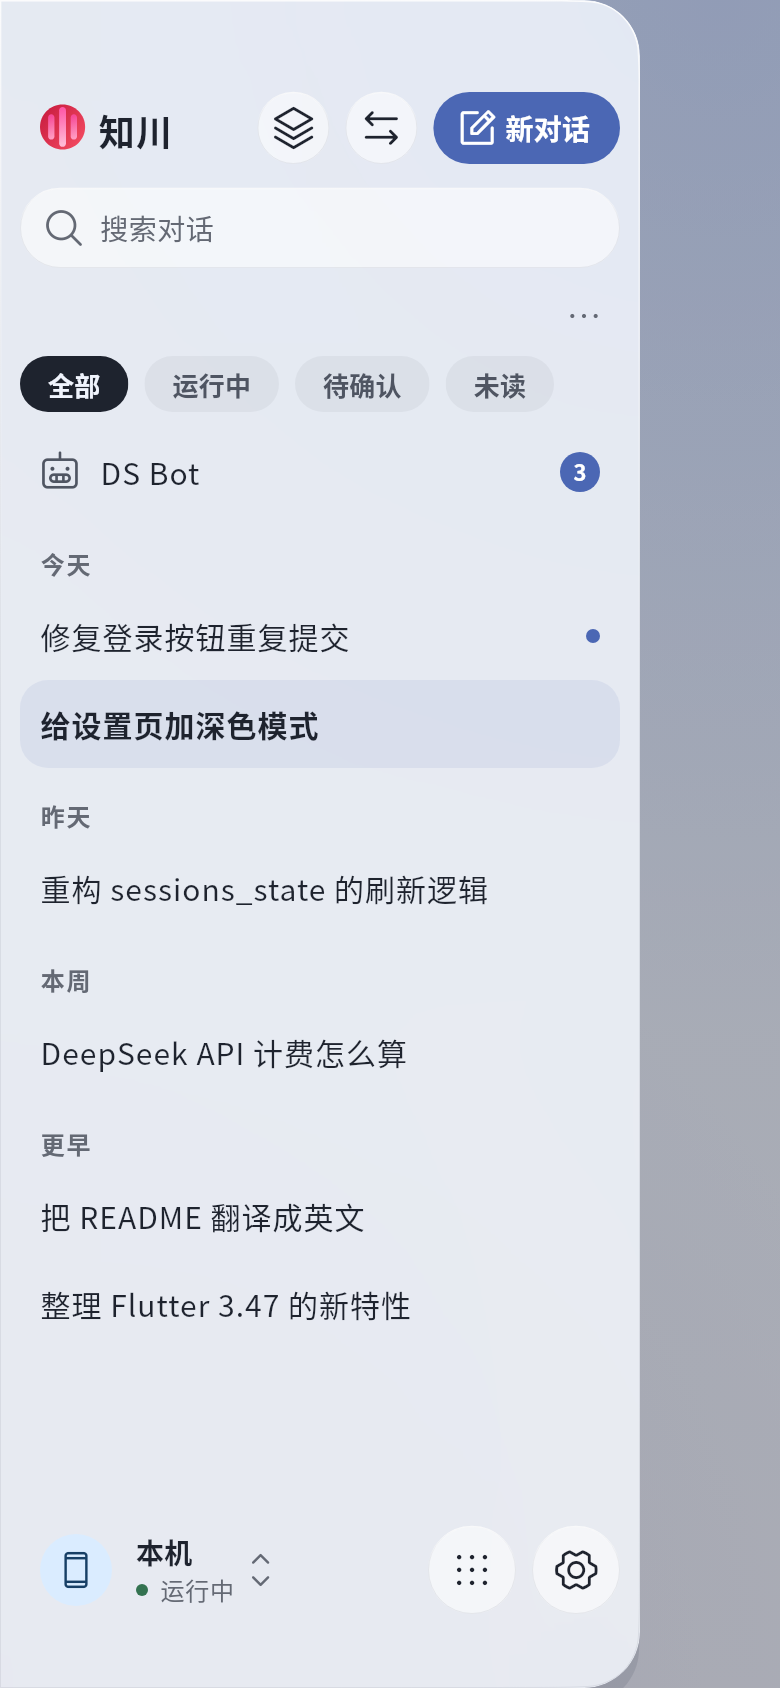 知川
新对话
搜索对话
...
全部 运行中 待确认 未读
DS Bot 3
今天
修复登录按钮重复提交
给设置页加深色模式
昨天
重构 sessions_state 的刷新逻辑
本周
DeepSeek API 计费怎么算
更早
把 README 翻译成英文
整理 Flutter 3.47 的新特性
本机
运行中